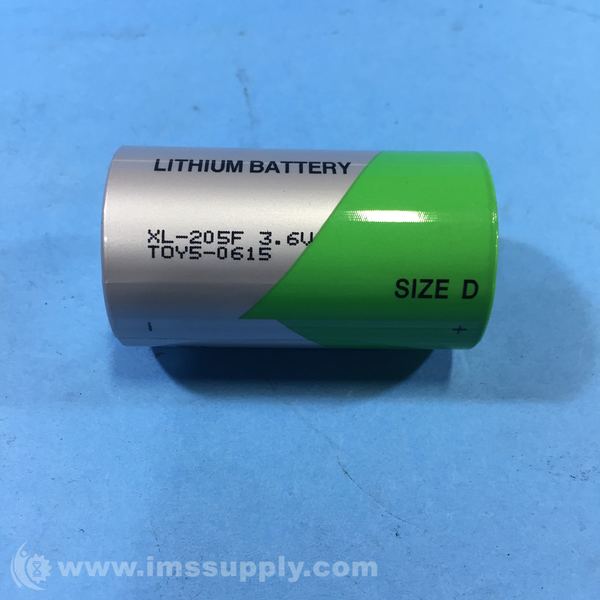 LITHIUM BATTERY
XL-205F 3.6V
TOY5-0615
SIZE D
- +
www.imssupply.com